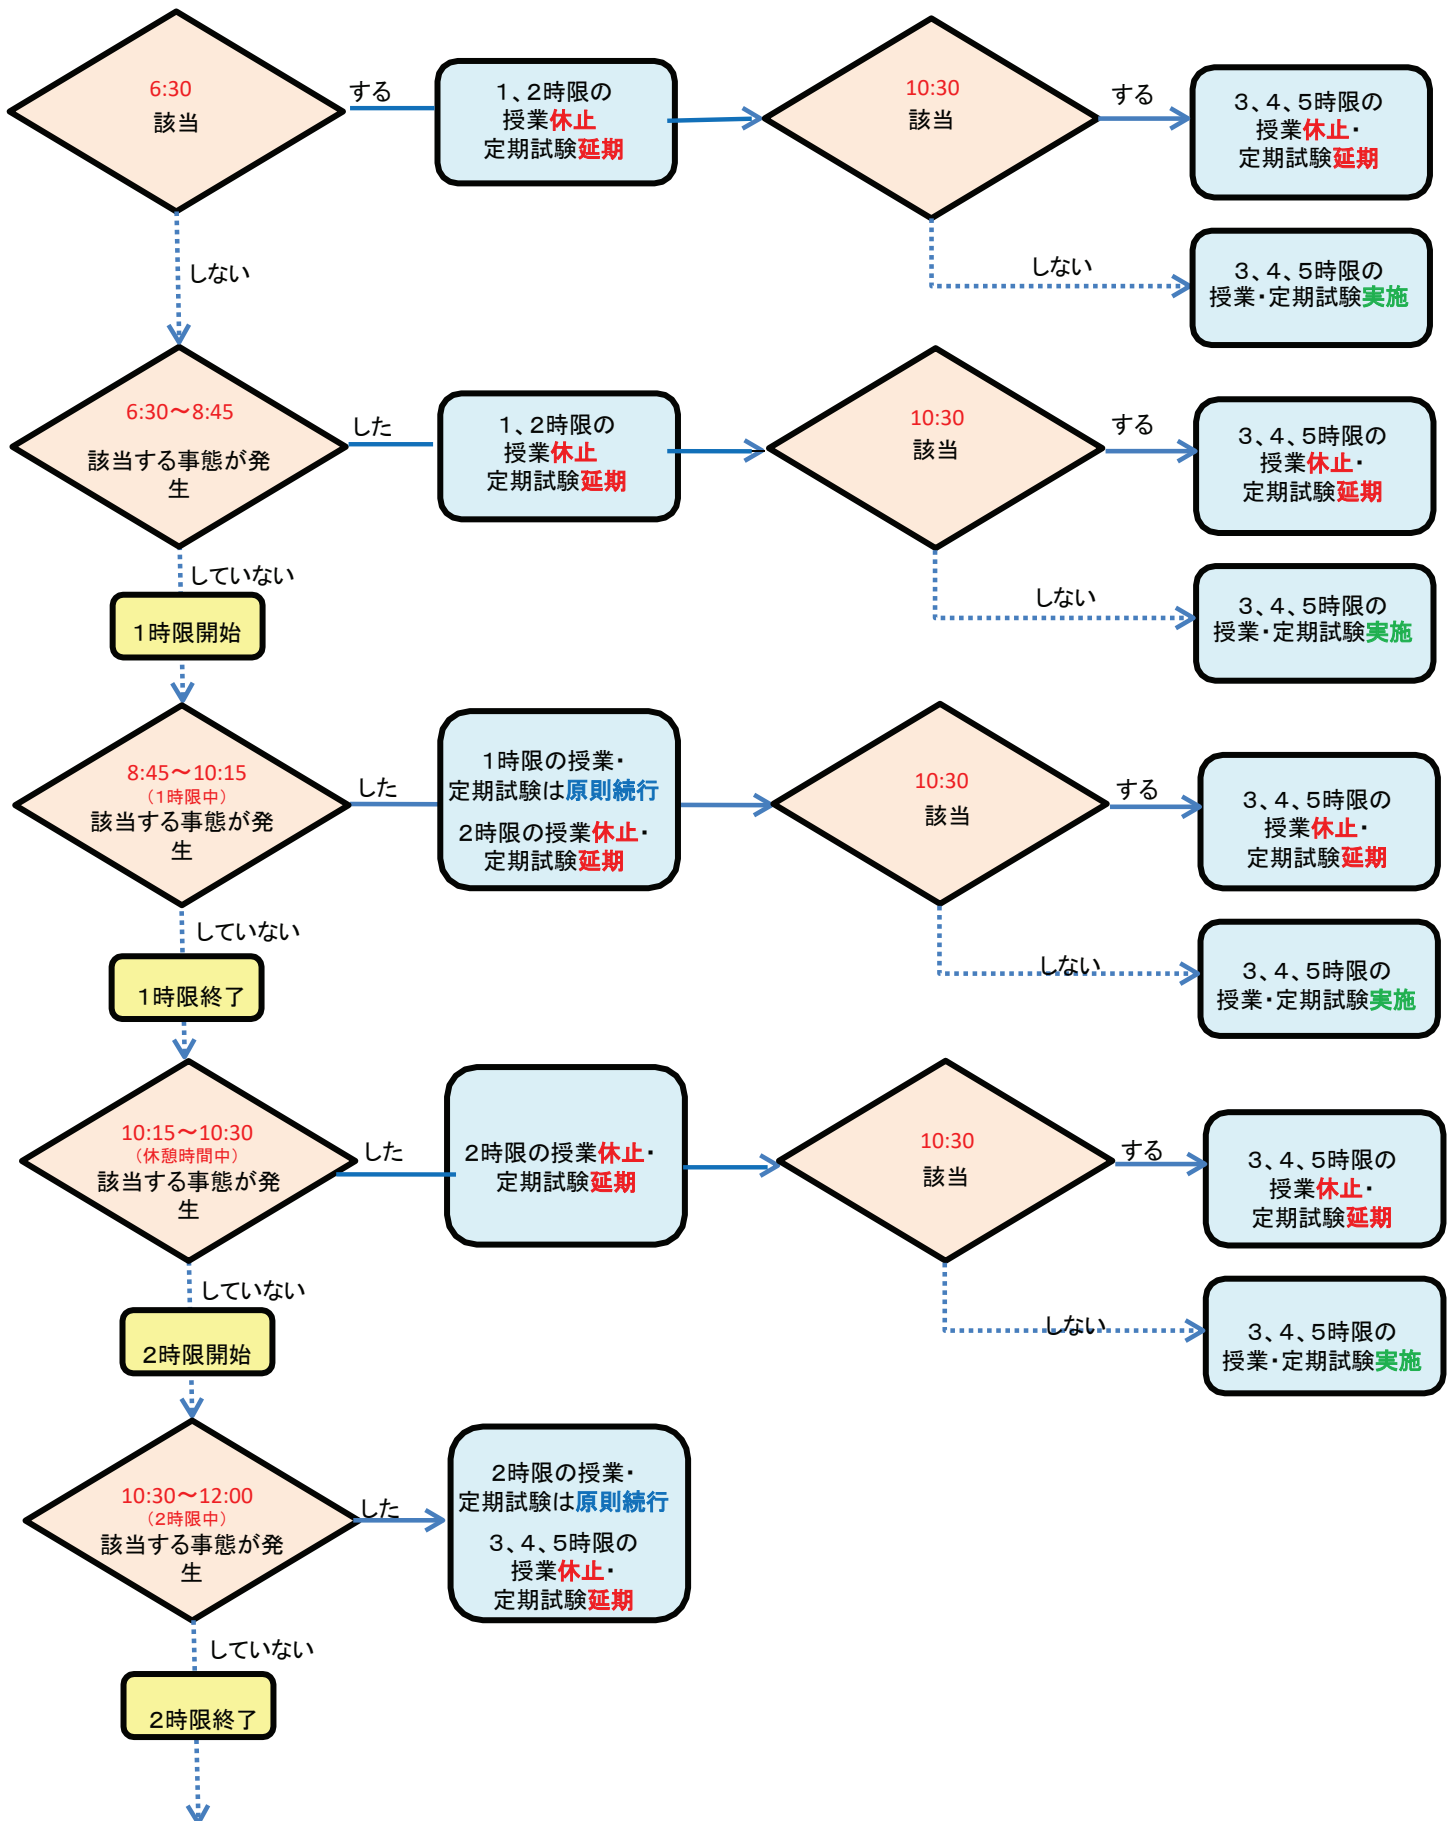 6:30
該当
する
1、2時限の
授業休止
定期試験延期
10:30
該当
する
3、4、5時限の
授業休止・
定期試験延期
しない
しない
3、4、5時限の
授業・定期試験実施
6:30~8:45
該当する事態が発
生
した
1、2時限の
授業休止
定期試験延期
10:30
該当
する
3、4、5時限の
授業休止・
定期試験延期
していない
しない
3、4、5時限の
授業・定期試験実施
1時限開始
8:45~10:15
(1時限中)
該当する事態が発
生
した
1時限の授業・
定期試験は原則続行
2時限の授業休止・
定期試験延期
10:30
該当
する
3、4、5時限の
授業休止・
定期試験延期
していない
しない
3、4、5時限の
授業・定期試験実施
1時限終了
10:15~10:30
(休憩時間中)
該当する事態が発
生
した
2時限の授業休止・
定期試験延期
10:30
該当
する
3、4、5時限の
授業休止・
定期試験延期
していない
しない
3、4、5時限の
授業・定期試験実施
2時限開始
10:30~12:00
(2時限中)
該当する事態が発
生
した
2時限の授業・
定期試験は原則続行
3、4、5時限の
授業休止・
定期試験延期
していない
2時限終了